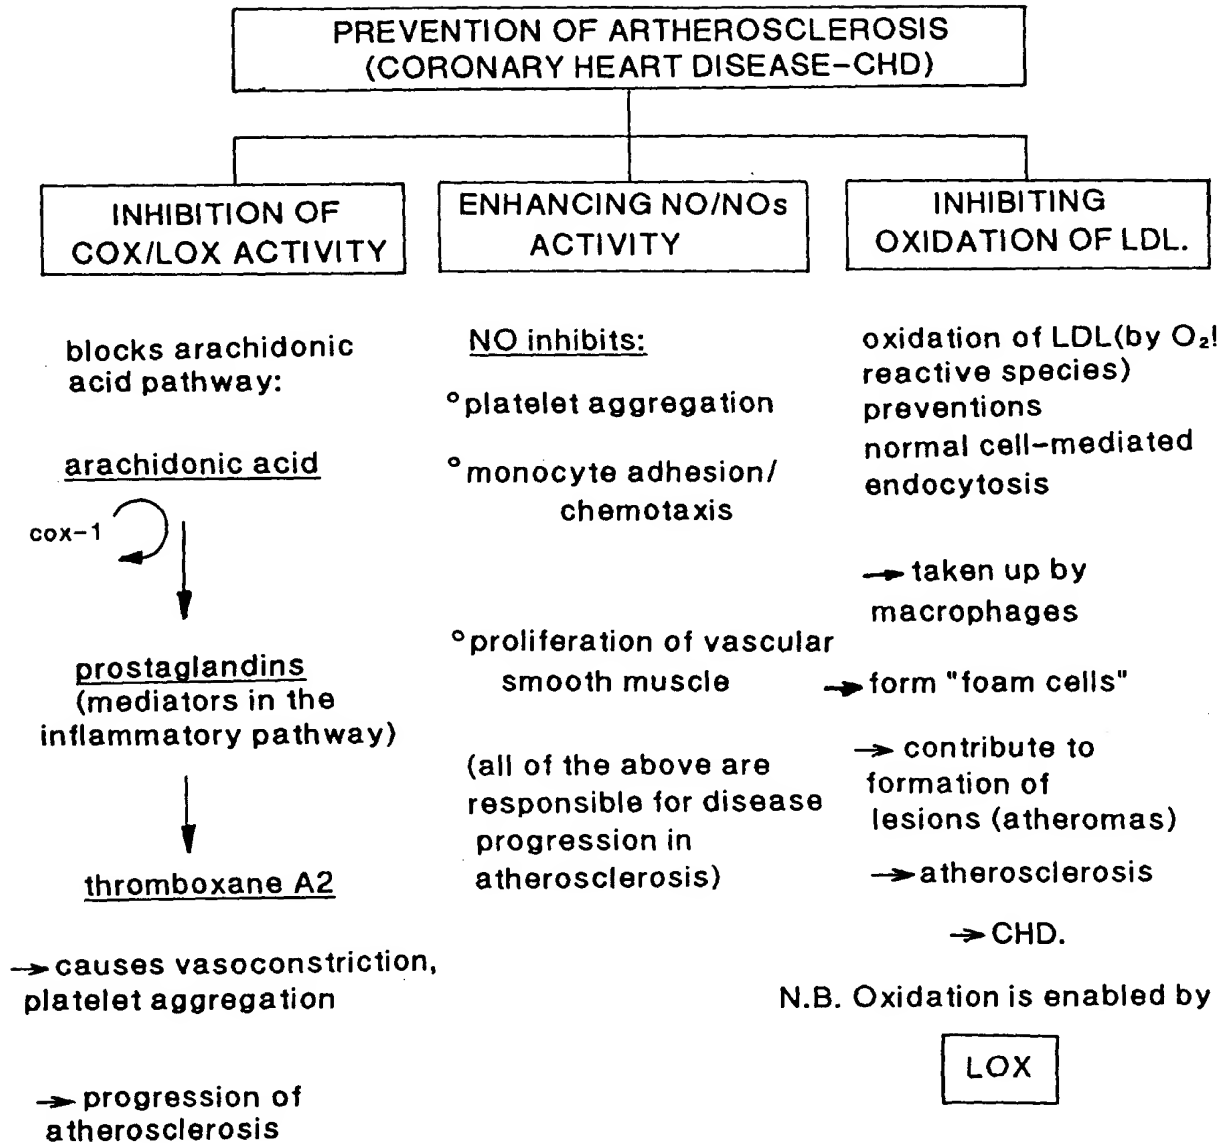 PREVENTION OF ARTHEROSCLEROSIS
(CORONARY HEART DISEASE-CHD)
INHIBITION OF
COX/LOX ACTIVITY
blocks arachidonic
acid pathway:
arachidonic acid
cox-1
prostaglandins
(mediators in the
inflammatory pathway)
thromboxane A2
→ causes vasoconstriction,
platelet aggregation
→ progression of
atherosclerosis
ENHANCING NO/NOs
ACTIVITY
NO inhibits:
° platelet aggregation
° monocyte adhesion/
chemotaxis
° proliferation of vascular
smooth muscle
(all of the above are
responsible for disease
progression in
atherosclerosis)
INHIBITING
OXIDATION OF LDL.
oxidation of LDL(by O₂!
reactive species)
preventions
normal cell-mediated
endocytosis
→ taken up by
macrophages
→ form "foam cells"
→ contribute to
formation of
lesions (atheromas)
→ atherosclerosis
→ CHD.
N.B. Oxidation is enabled by
LOX